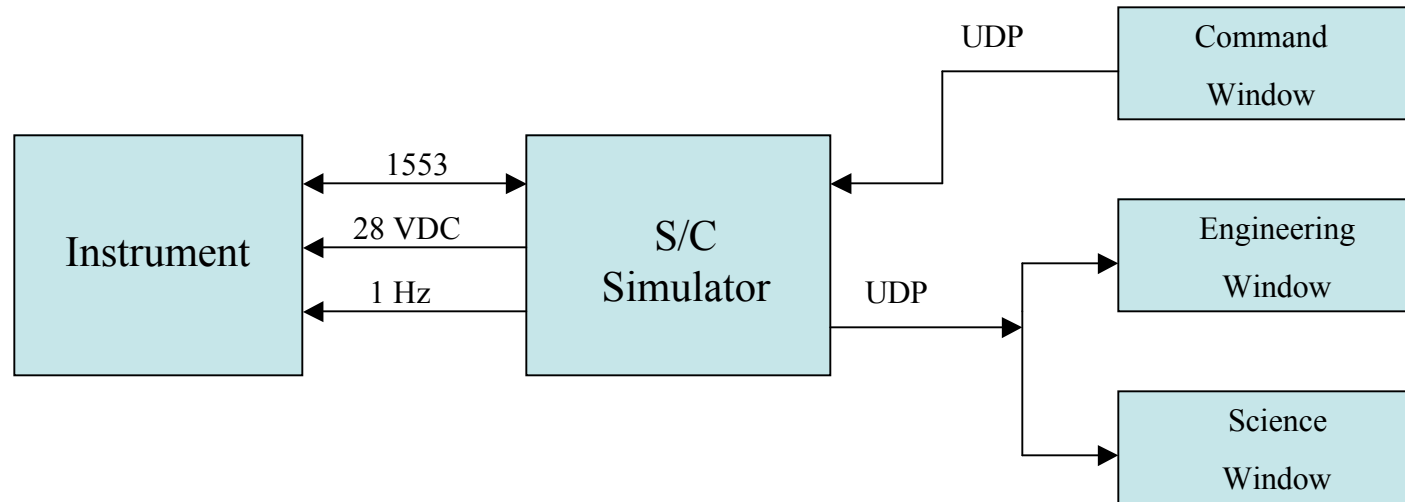 UDP
Command
Window
Instrument
1553
28 VDC
1 Hz
S/C
Simulator
UDP
Engineering
Window
Science
Window